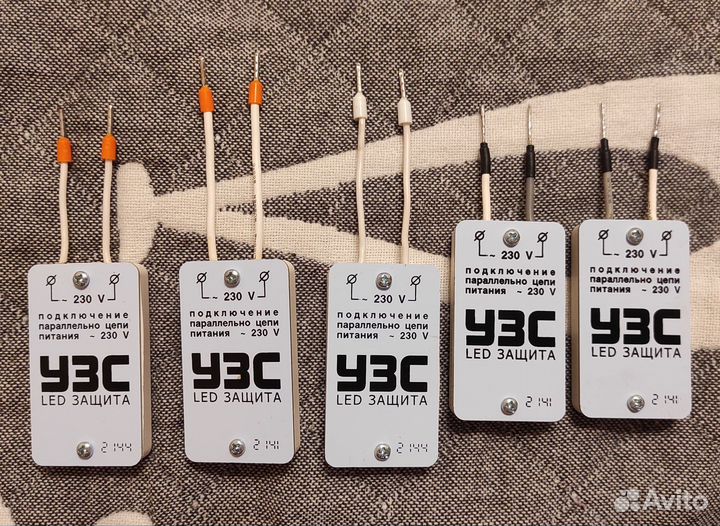 ~ 230 V
подключение
параллельно цепи
питания ~ 230 V
УЗС
LED ЗАЩИТА
2144
~ 230 V
подключение
параллельно цепи
питания ~ 230 V
УЗС
LED ЗАЩИТА
2141
~ 230 V
подключение
параллельно цепи
питания ~ 230 V
УЗС
LED ЗАЩИТА
2144
~ 230 V
подключение
параллельно цепи
питания ~ 230 V
УЗС
LED ЗАЩИТА
2141
~ 230 V
подключение
параллельно цепи
питания ~ 230 V
УЗС
LED ЗАЩИТА
2141
Avito